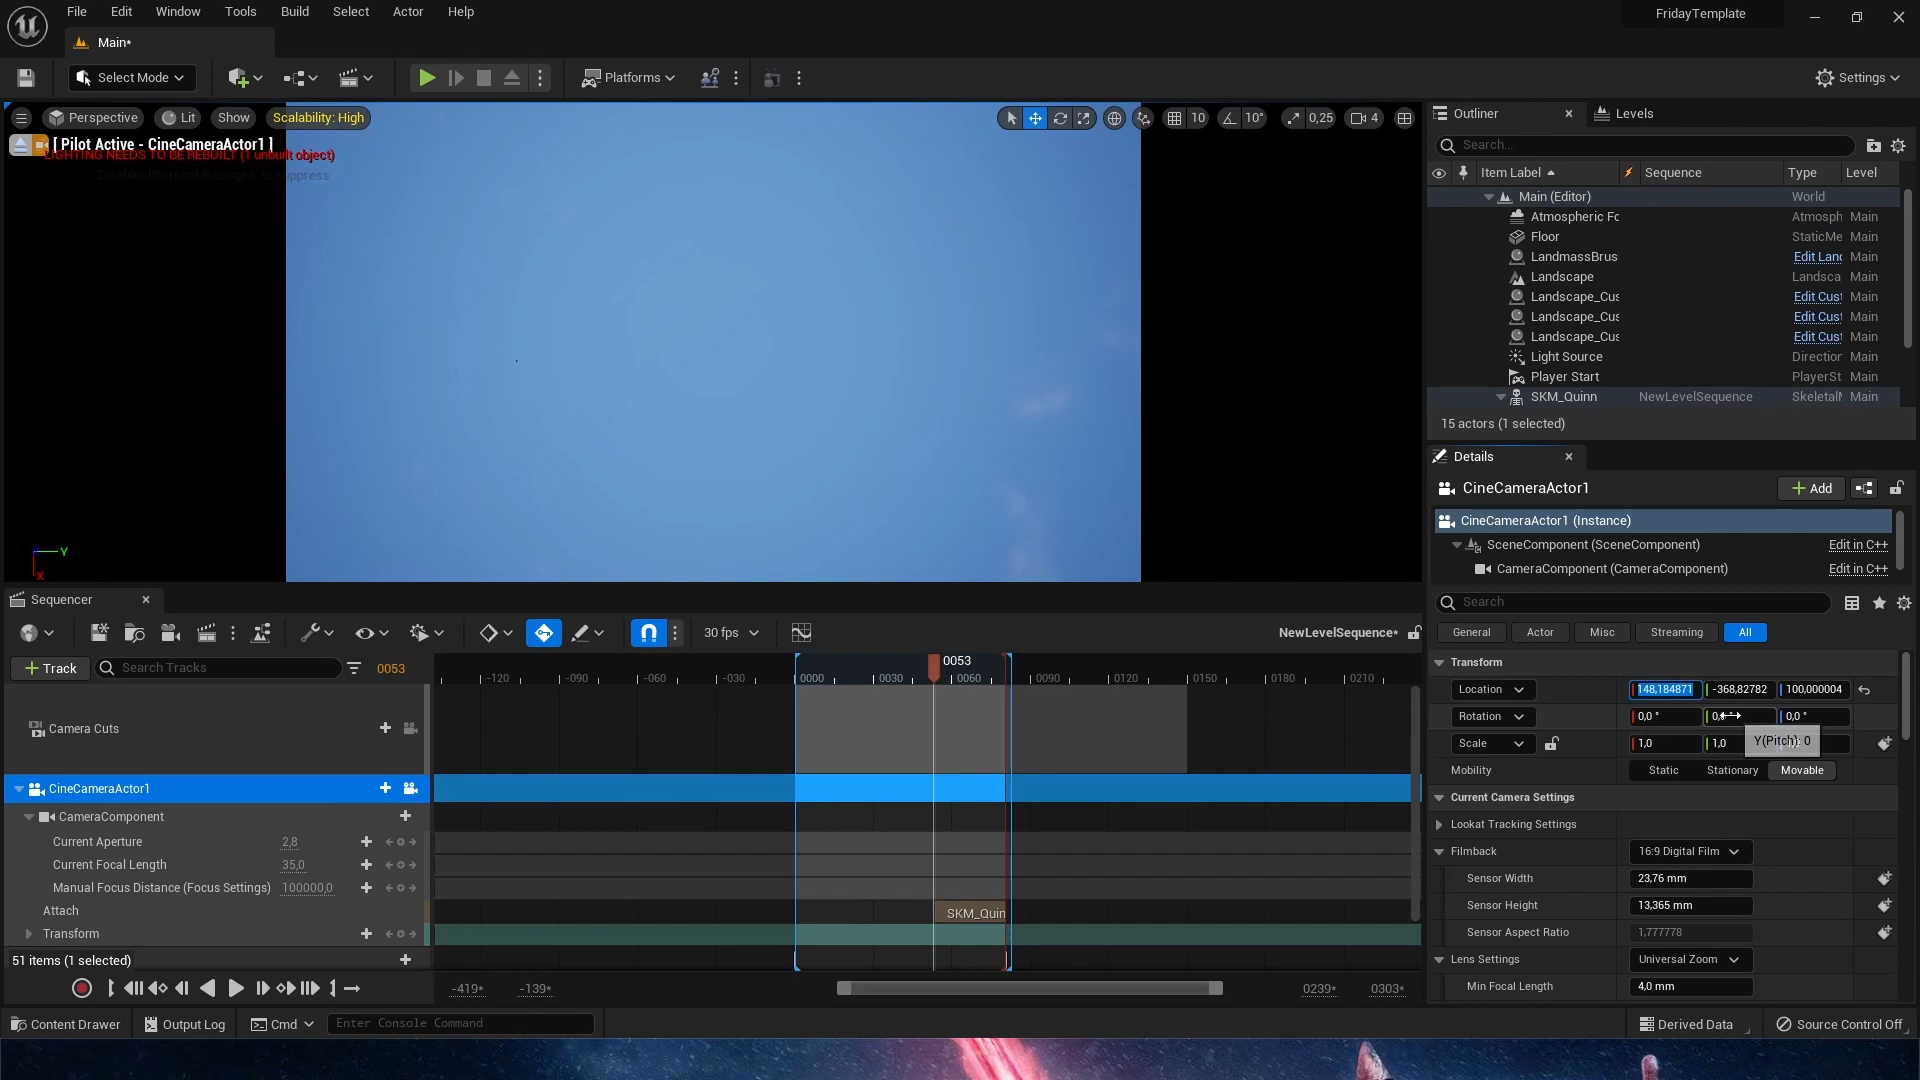 File Edit Window Tools Build Select Actor Help
FridayTemplate
Main*
Select Mode
Platforms
Settings
Perspective Lit Show Scalability: High
10 10° 0,25 4
[ Pilot Active - CineCameraActor1 ]
LIGHTING NEEDS TO BE REBUILT (1 unbuilt object)
'DisableAllScreenMessages' to suppress
Y
X
Outliner Levels
Search...
Item Label Sequence Type Level
Main (Editor) World
Atmospheric Fo Atmosph Main
Floor StaticMe Main
LandmassBrus Edit Land Main
Landscape Landsca Main
Landscape_Cus Edit Cust Main
Landscape_Cus Edit Cust Main
Landscape_Cus Edit Cust Main
Light Source Direction Main
Player Start PlayerSt Main
SKM_Quinn NewLevelSequence Skeletal Main
15 actors (1 selected)
Details
CineCameraActor1
Add
CineCameraActor1 (Instance)
SceneComponent (SceneComponent) Edit in C++
CameraComponent (CameraComponent) Edit in C++
Search
General Actor Misc Streaming All
Transform
Location 148,184871 -368,82782 100,000004
Rotation 0,0 ° 0,0 °
Scale 1,0 1,0
Y(Pitch): 0
Mobility Static Stationary Movable
Current Camera Settings
Lookat Tracking Settings
Filmback 16:9 Digital Film
Sensor Width 23,76 mm
Sensor Height 13,365 mm
Sensor Aspect Ratio 1,777778
Lens Settings Universal Zoom
Min Focal Length 4,0 mm
Sequencer
30 fps
NewLevelSequence*
Track Search Tracks 0053
0053
-120 -090 -060 -030 0000 0030 0060 0090 0120 0150 0180 0210
Camera Cuts
CineCameraActor1
CameraComponent
Current Aperture 2,8
Current Focal Length 35,0
Manual Focus Distance (Focus Settings) 100000,0
Attach
SKM_Quin
Transform
51 items (1 selected)
-419* -139* 0239* 0303*
Content Drawer Output Log Cmd Enter Console Command
Derived Data Source Control Off